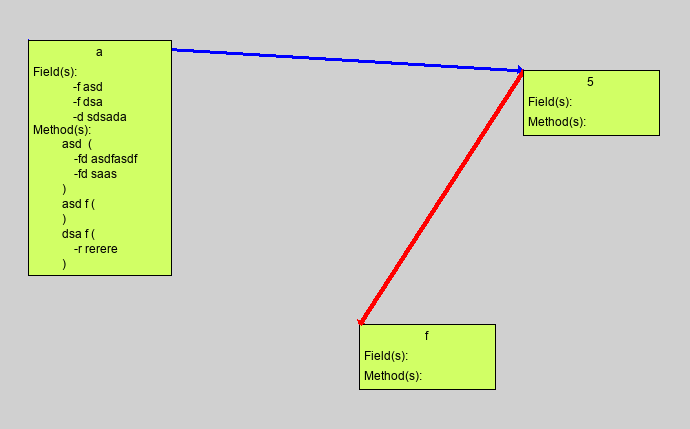 a
Field(s):
-f asd
-f dsa
-d sdsada
Method(s):
asd (
-fd asdfasdf
-fd saas
)
asd f (
)
dsa f (
-r rerere
)
5
Field(s):
Method(s):
f
Field(s):
Method(s):